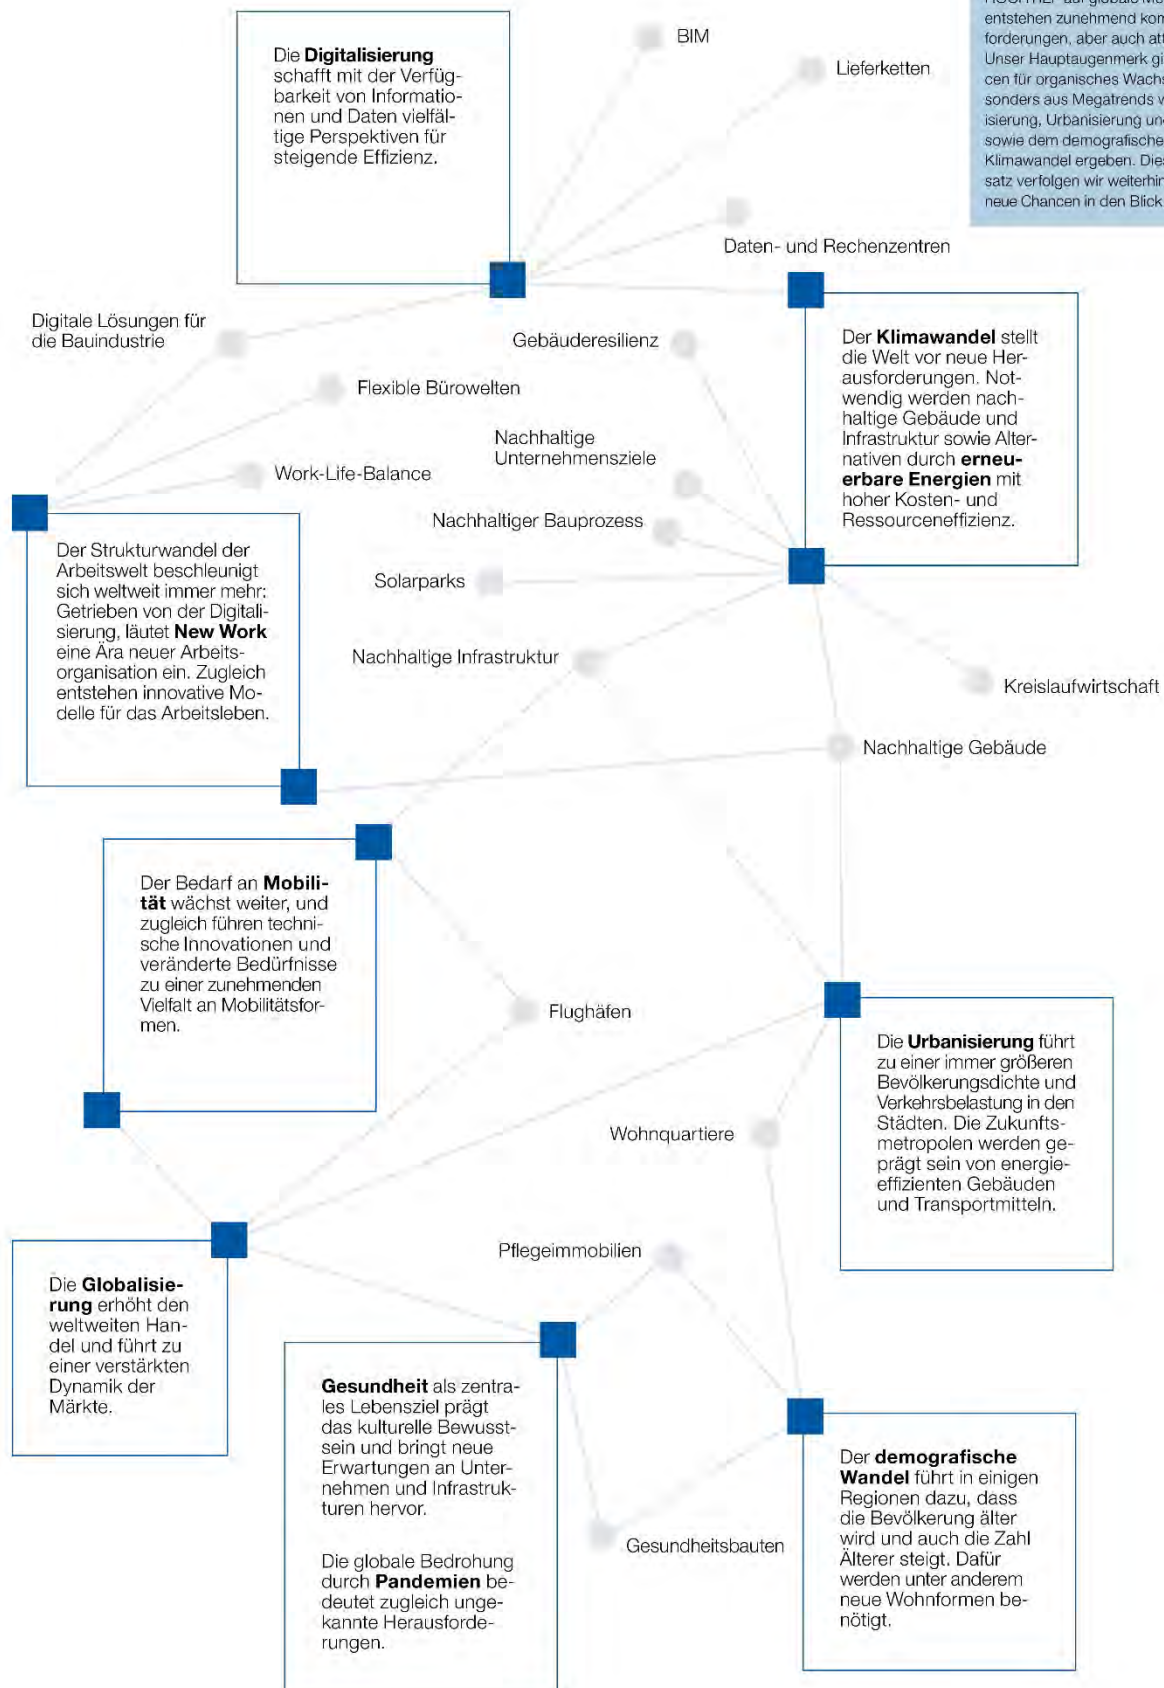 entstehen zunehmend
forderungen, aber auch
Unser Hauptaugenmerk
cen für organisches
sonders aus Megatrends
isierung, Urbanisierung
sowie dem demografische
Klimawandel ergeben.
satz verfolgen wir weiterhin
neue Chancen in den Blick
Die Digitalisierung
schafft mit der Verfüg-
barkeit von Informatio-
nen und Daten vielfäl-
tige Perspektiven für
steigende Effizienz.
BIM
Lieferketten
Daten- und Rechenzentren
Digitale Lösungen für
die Bauindustrie
Gebäuderesilienz
Flexible Bürowelten
Nachhaltige
Unternehmensziele
Work-Life-Balance
Nachhaltiger Bauprozess
Solarparks
Nachhaltige Infrastruktur
Der Klimawandel stellt
die Welt vor neue Her-
ausforderungen. Not-
wendig werden nach-
haltige Gebäude und
Infrastruktur sowie Alter-
nativen durch erneu-
erbare Energien mit
hoher Kosten- und
Ressourceneffizienz.
Der Strukturwandel der
Arbeitswelt beschleunigt
sich weltweit immer mehr:
Getrieben von der Digitali-
sierung, läutet New Work
eine Ära neuer Arbeits-
organisation ein. Zugleich
entstehen innovative Mo-
delle für das Arbeitsleben.
Kreislaufwirtschaft
Nachhaltige Gebäude
Der Bedarf an Mobili-
tät wächst weiter, und
zugleich führen techni-
sche Innovationen und
veränderte Bedürfnisse
zu einer zunehmenden
Vielfalt an Mobilitätsfor-
men.
Flughäfen
Wohnquartiere
Die Urbanisierung führt
zu einer immer größeren
Bevölkerungsdichte und
Verkehrsbelastung in den
Städten. Die Zukunfts-
metropolen werden ge-
prägt sein von energie-
effizienten Gebäuden
und Transportmitteln.
Pflegeimmobilien
Die Globalisie-
rung erhöht den
weltweiten Han-
del und führt zu
einer verstärkten
Dynamik der
Märkte.
Gesundheit als zentra-
les Lebensziel prägt
das kulturelle Bewusst-
sein und bringt neue
Erwartungen an Unter-
nehmen und Infrastruk-
turen hervor.
Die globale Bedrohung
durch Pandemien be-
deutet zugleich unge-
kannte Herausforde-
rungen.
Gesundheitsbauten
Der demografische
Wandel führt in einigen
Regionen dazu, dass
die Bevölkerung älter
wird und auch die Zahl
Älterer steigt. Dafür
werden unter anderem
neue Wohnformen be-
nötigt.